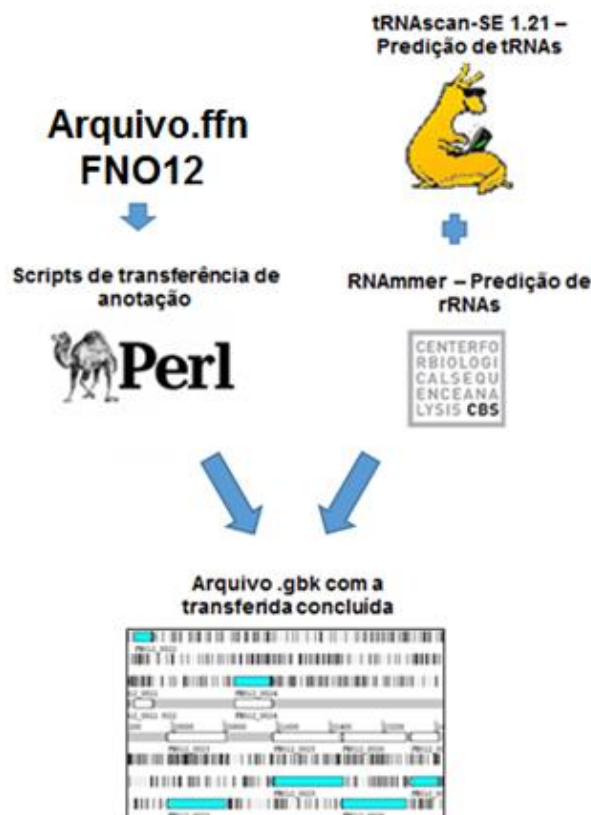 tRNAscan-SE 1.21 –
Predição de tRNAs
Arquivo.ffn
FNO12
Scripts de transferência de
anotação
Perl
RNAmmer – Predição de
rRNAs
CENTERFO
RBIOLOGI
CALSEQU
ENCEANA
LYSIS CBS
Arquivo .gbk com a
transferida concluída